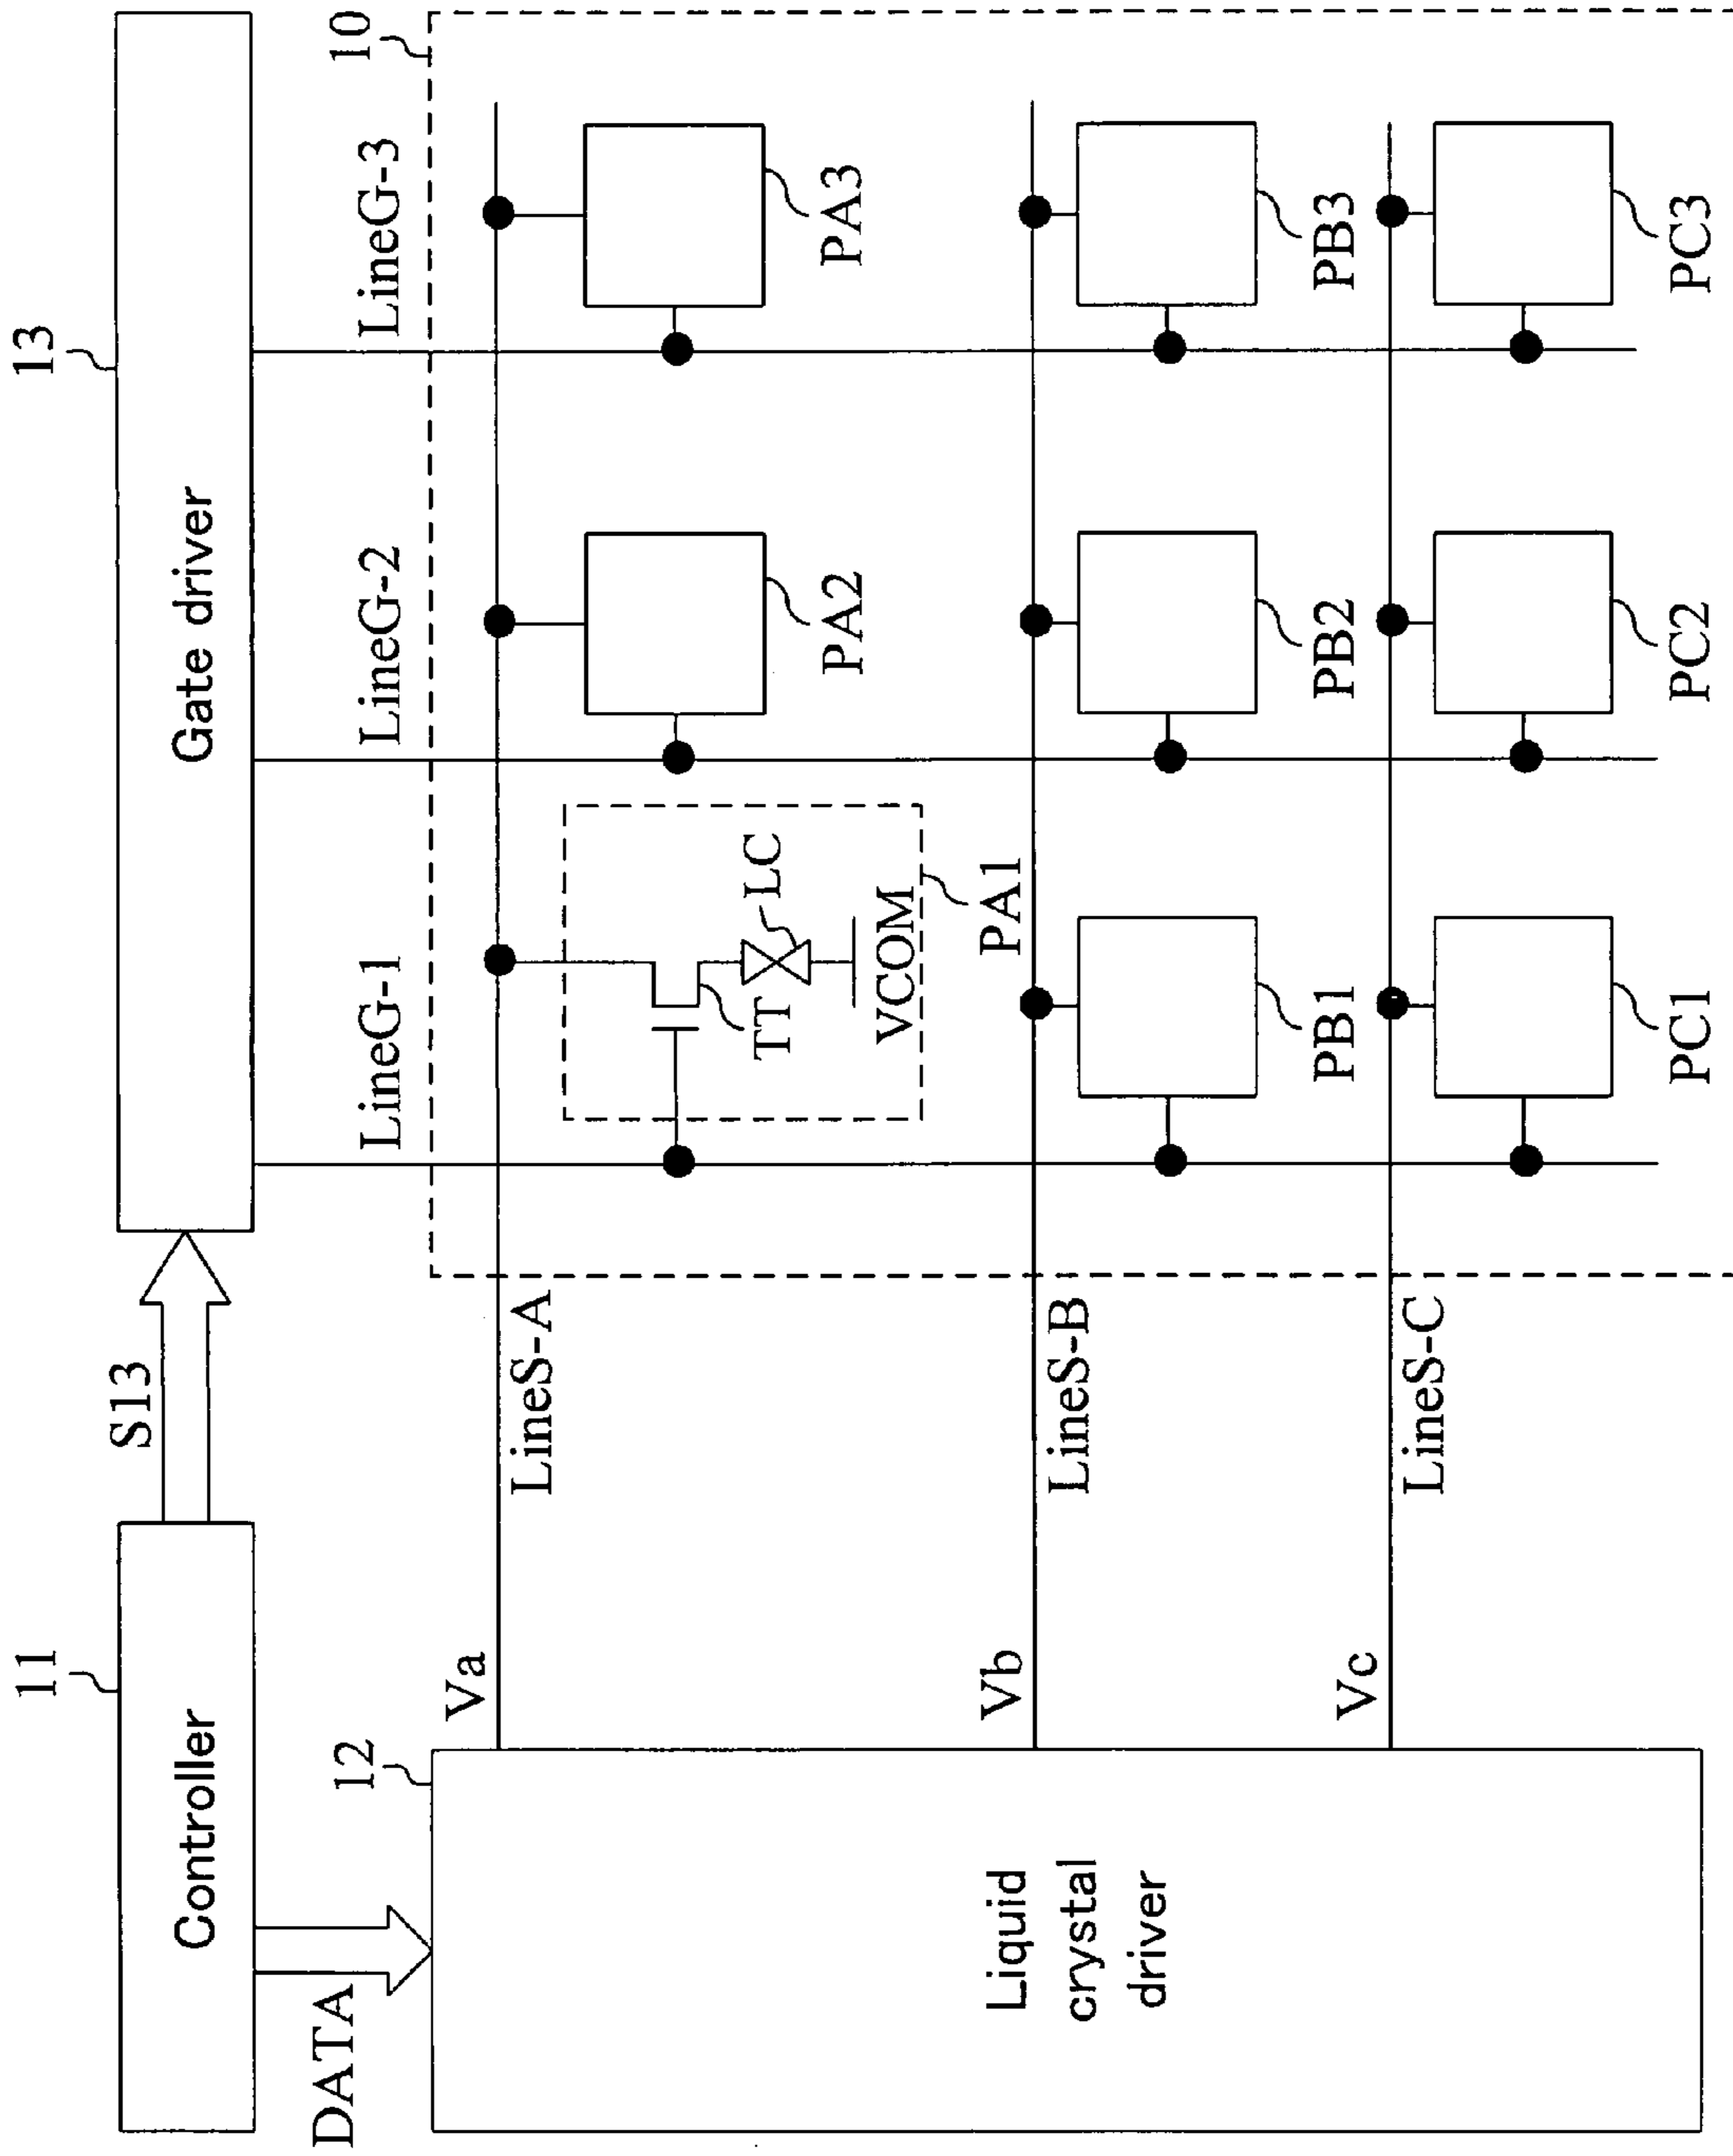 11
13
S13
Controller
Gate driver
DATA
12
LineG-1
LineG-2
LineG-3
10
Va
LineS-A
TT
LC
VCOM
PA1
PA2
PA3
Liquid
crystal
driver
Vb
LineS-B
PB1
PB2
PB3
Vc
LineS-C
PC1
PC2
PC3